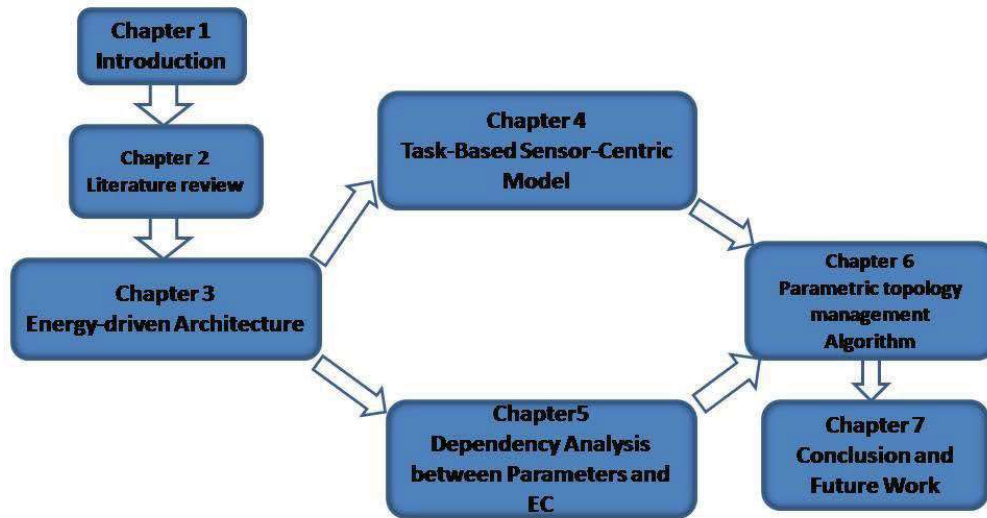 Chapter 1
Introduction
Chapter 2
Literature review
Chapter 3
Energy-driven Architecture
Chapter 4
Task-Based Sensor-Centric
Model
Chapter5
Dependency Analysis
between Parameters and
EC
Chapter 6
Parametric topology
management
Algorithm
Chapter 7
Conclusion and
Future Work